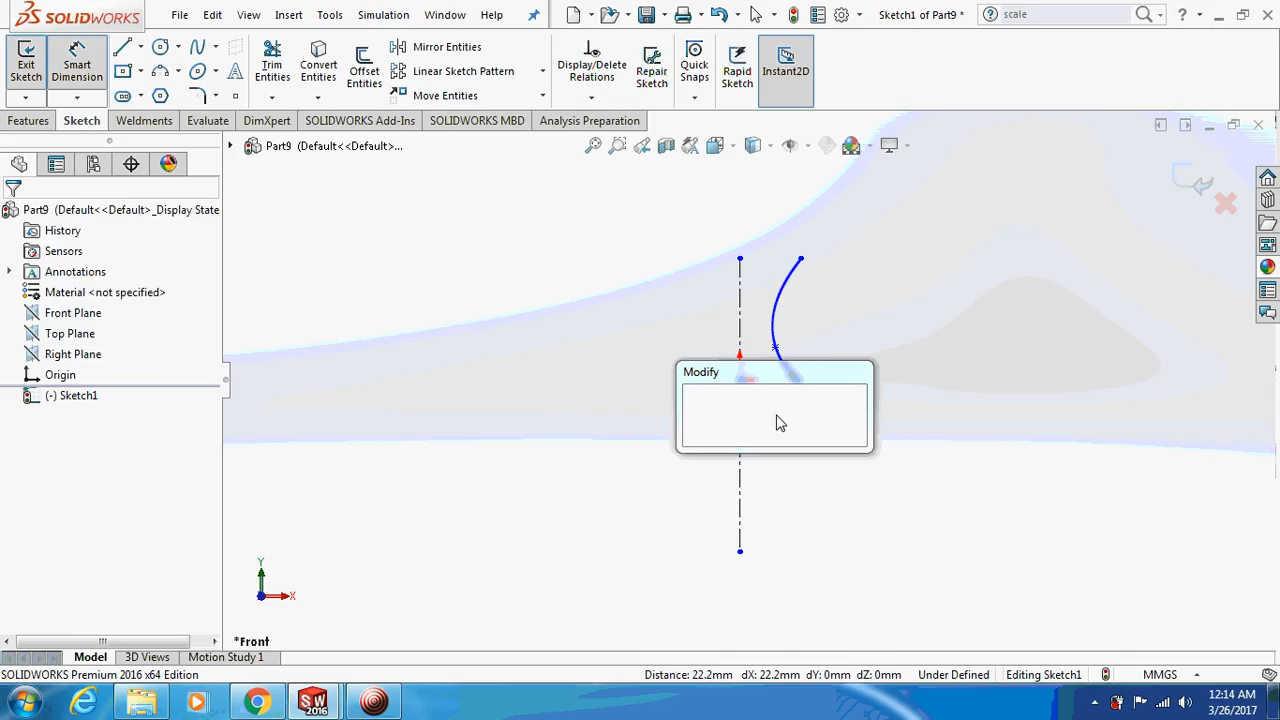 SOLIDWORKS
File Edit View Insert Tools Simulation Window Help
Sketch1 of Part9 *
scale
Exit Sketch
Smart Dimension
Trim Entities
Convert Entities
Offset Entities
Mirror Entities
Linear Sketch Pattern
Move Entities
Display/Delete Relations
Repair Sketch
Quick Snaps
Rapid Sketch
Instant2D
Features Sketch Weldments Evaluate DimXpert SOLIDWORKS Add-Ins SOLIDWORKS MBD Analysis Preparation
Part9 (Default<<Default>...
Part9 (Default<<Default>_Display State
History
Sensors
Annotations
Material <not specified>
Front Plane
Top Plane
Right Plane
Origin
(-) Sketch1
Modify
Y
X
*Front
Model 3D Views Motion Study 1
SOLIDWORKS Premium 2016 x64 Edition
Distance: 22.2mm dX: 22.2mm dY: 0mm dZ: 0mm Under Defined Editing Sketch1 MMGS
SW 2016
12:14 AM
3/26/2017